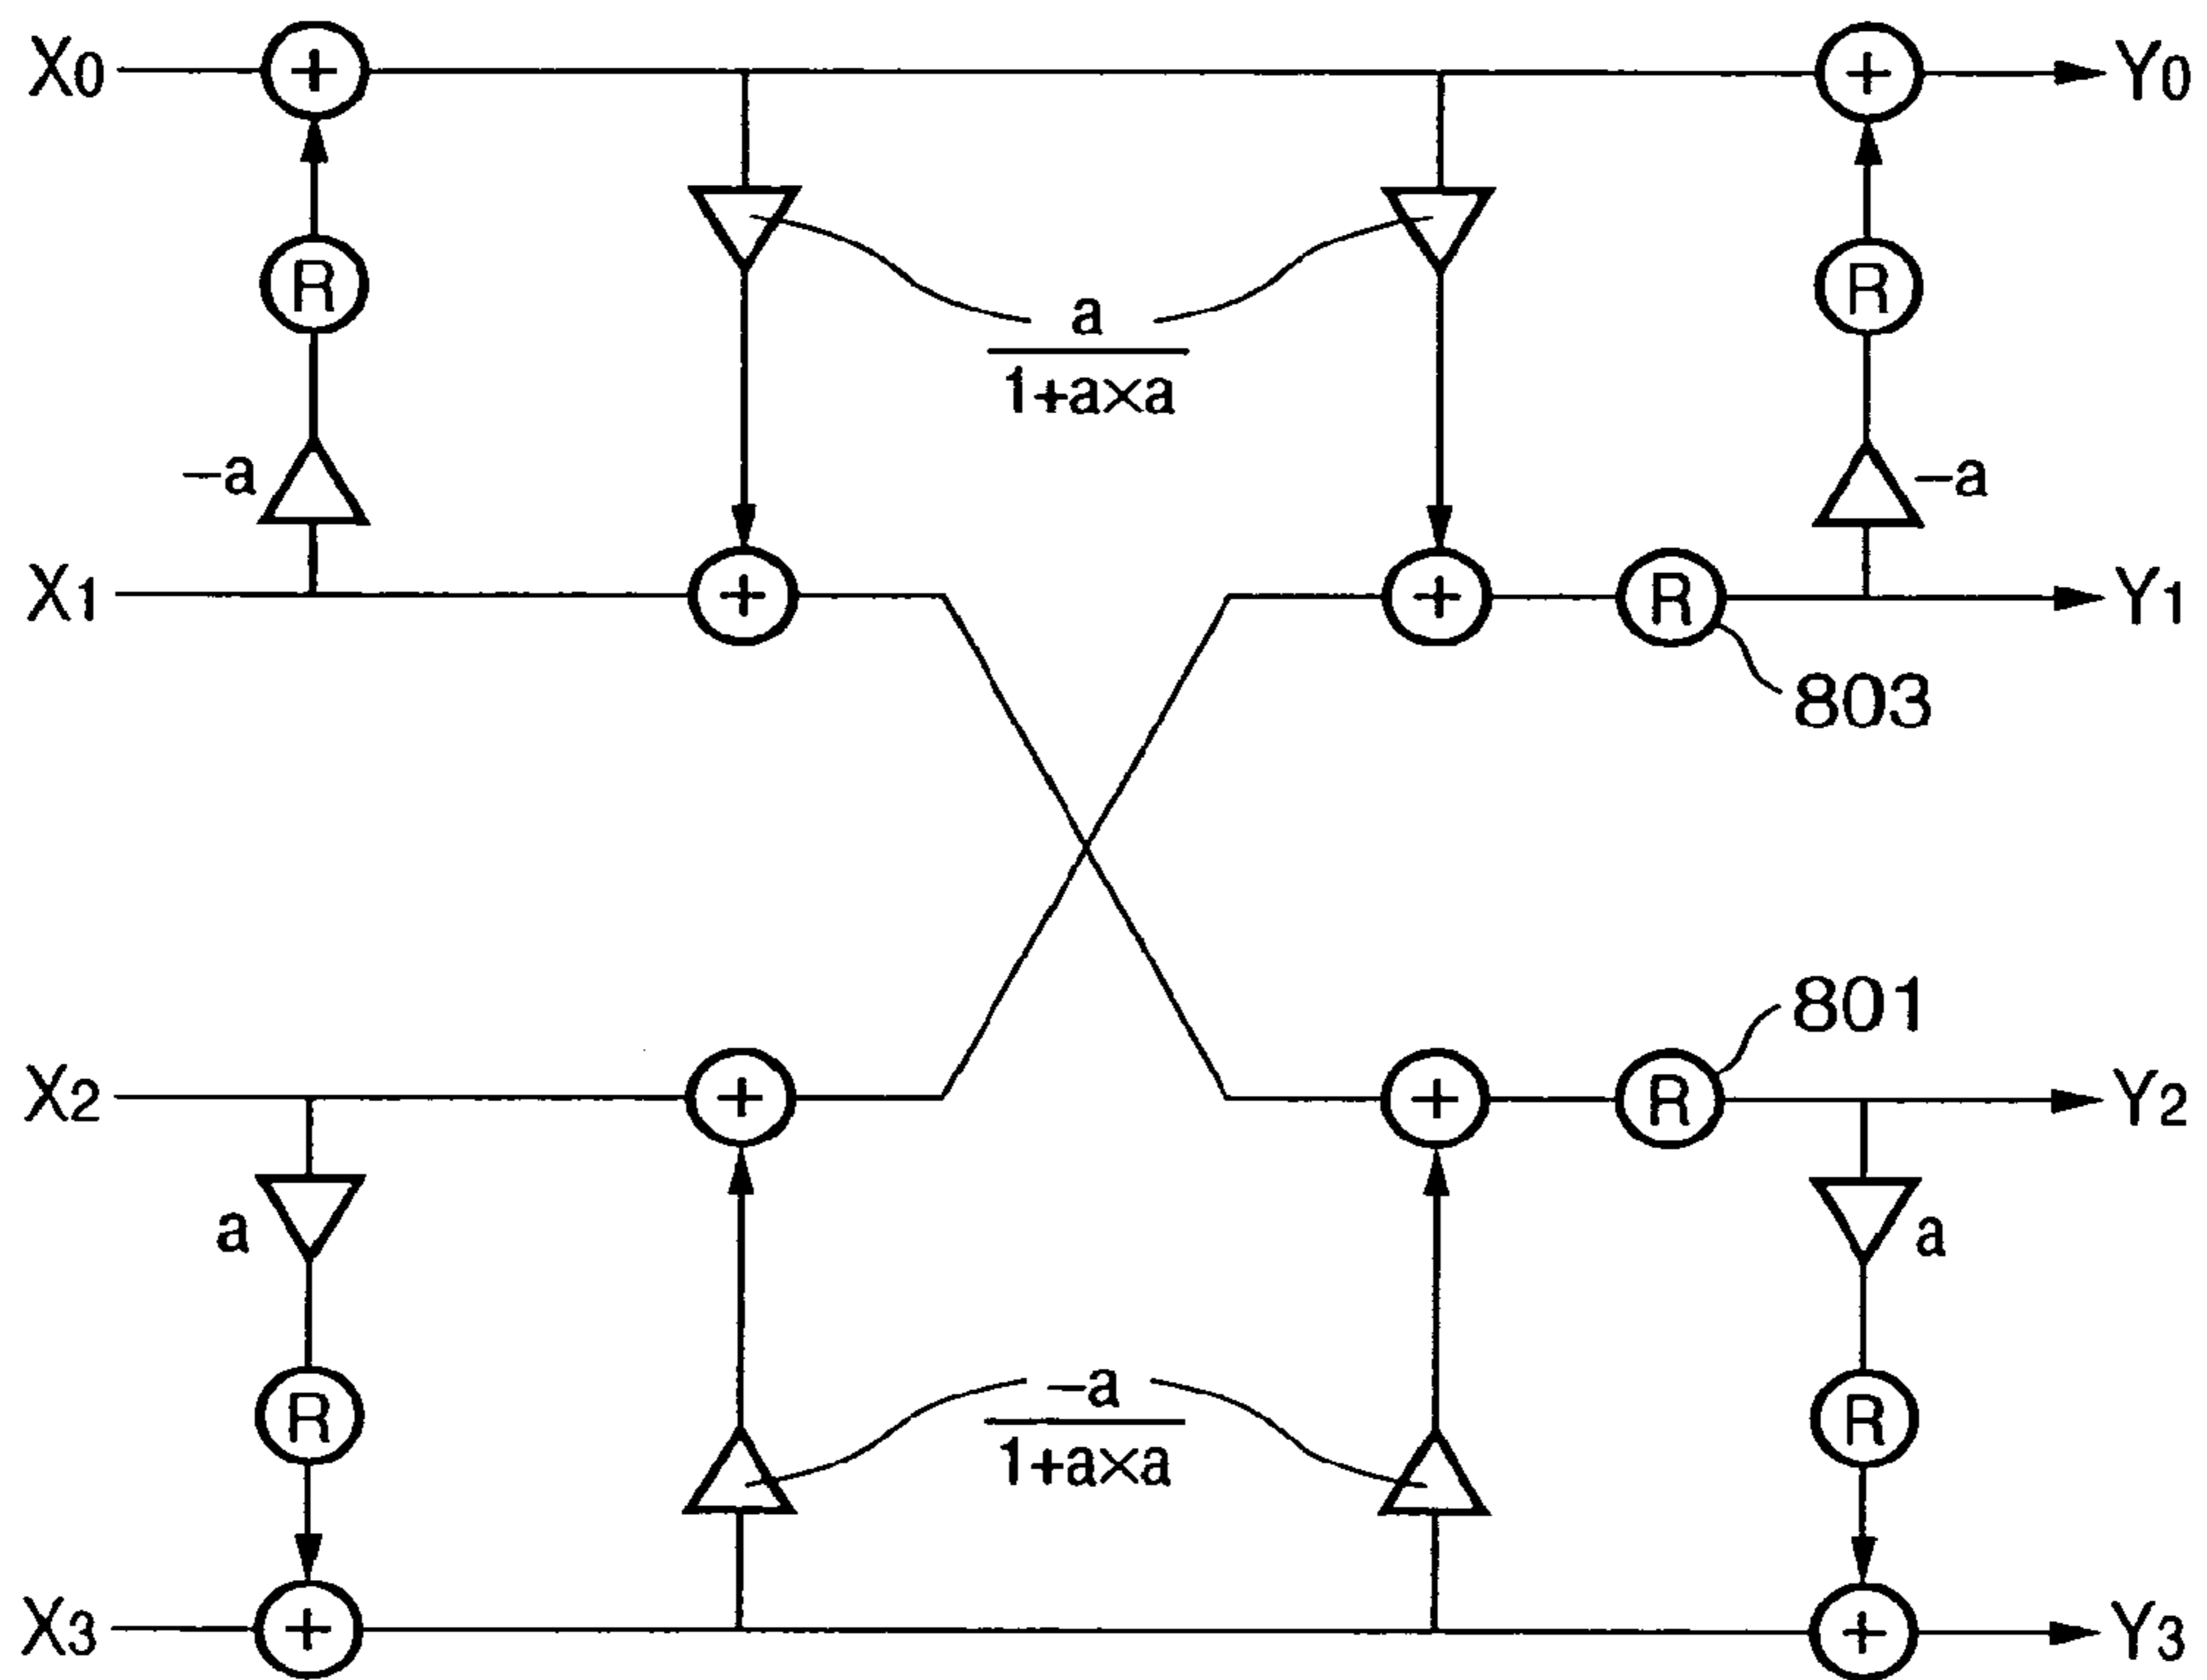 X0 + + Y0
R R
a
1+a×a
−a −a
X1 + + R Y1
803
801
X2 + + R Y2
a a
−a
1+a×a
R R
X3 + + Y3